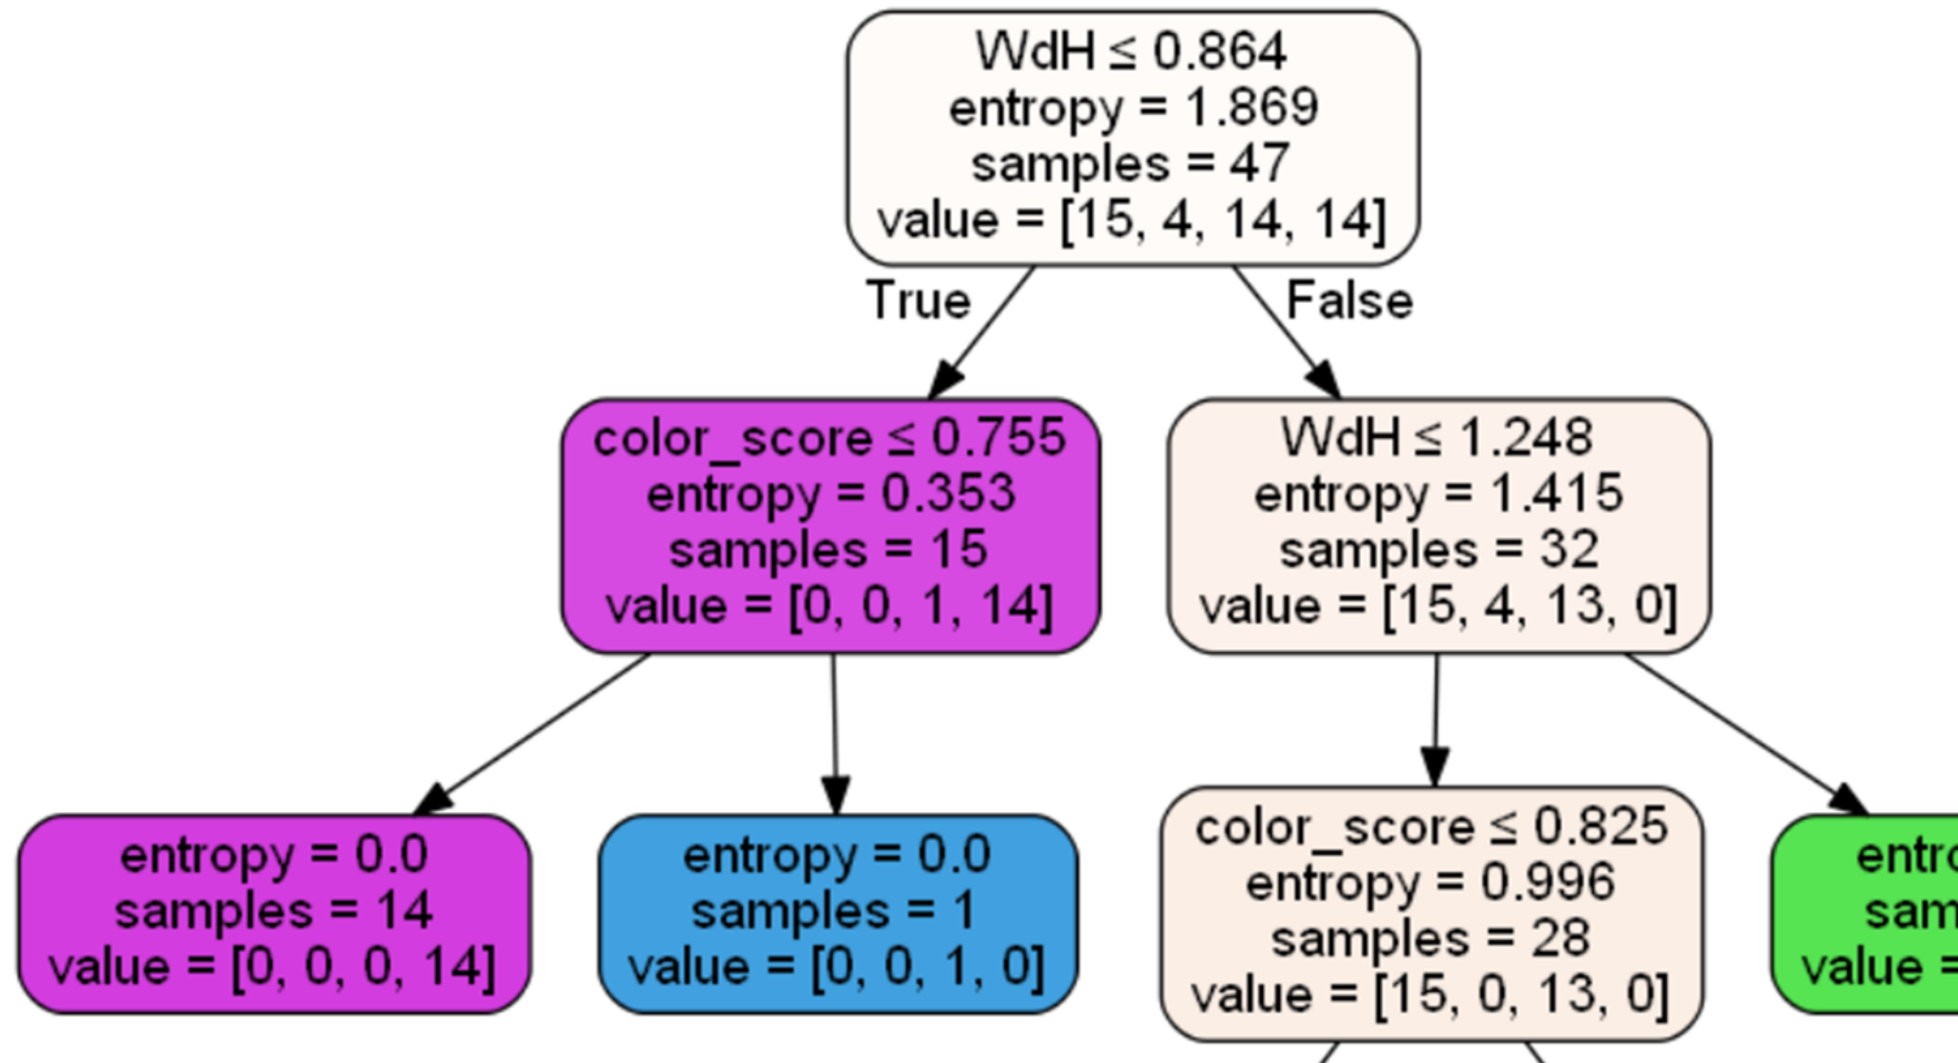 WdH ≤ 0.864
entropy = 1.869
samples = 47
value = [15, 4, 14, 14]
True
False
color_score ≤ 0.755
entropy = 0.353
samples = 15
value = [0, 0, 1, 14]
WdH ≤ 1.248
entropy = 1.415
samples = 32
value = [15, 4, 13, 0]
entropy = 0.0
samples = 14
value = [0, 0, 0, 14]
entropy = 0.0
samples = 1
value = [0, 0, 1, 0]
color_score ≤ 0.825
entropy = 0.996
samples = 28
value = [15, 0, 13, 0]
value =